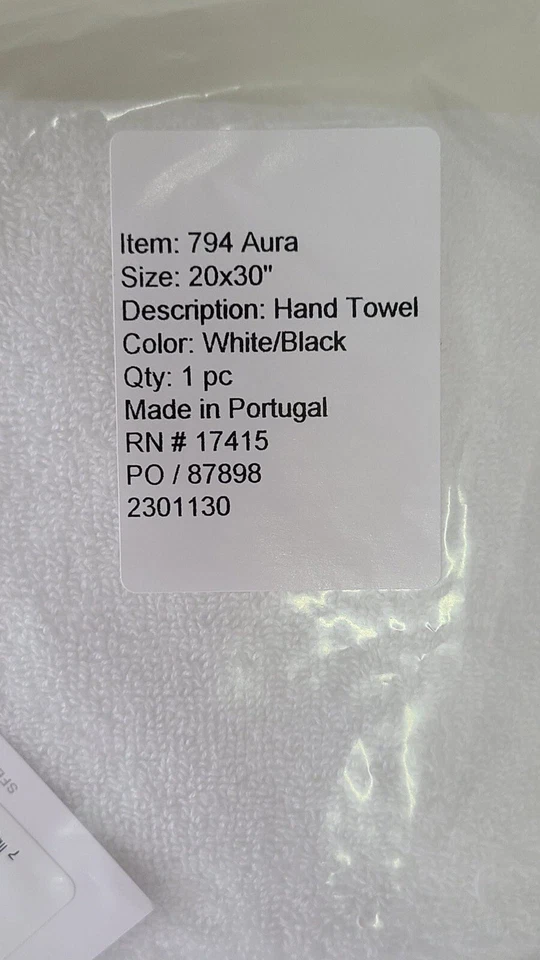 Item: 794 Aura
Size: 20x30"
Description: Hand Towel
Color: White/Black
Qty: 1 pc
Made in Portugal
RN # 17415
PO / 87898
2301130